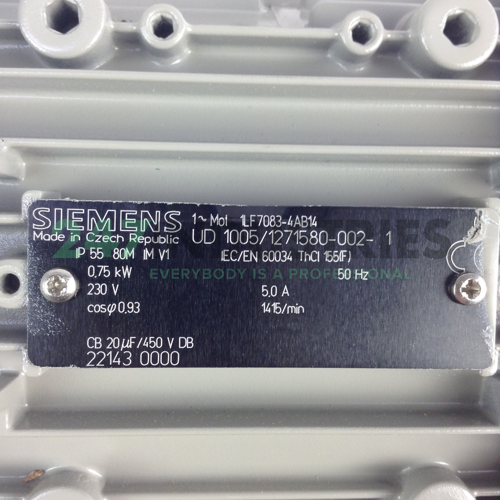 SIEMENS 1~ Mot 1LF7083-4AB14
Made in Czech Republic UD 1005/1271580-002- 1
IP 55 80M IM V1 IEC/EN 60034 ThCl 155(F)
0,75 kW 50 Hz
230 V 5,0 A
cosφ 0,93 1415/min
CB 20µF/450 V DB
22143 0000
EVERYBODY IS A PROFESSIONAL